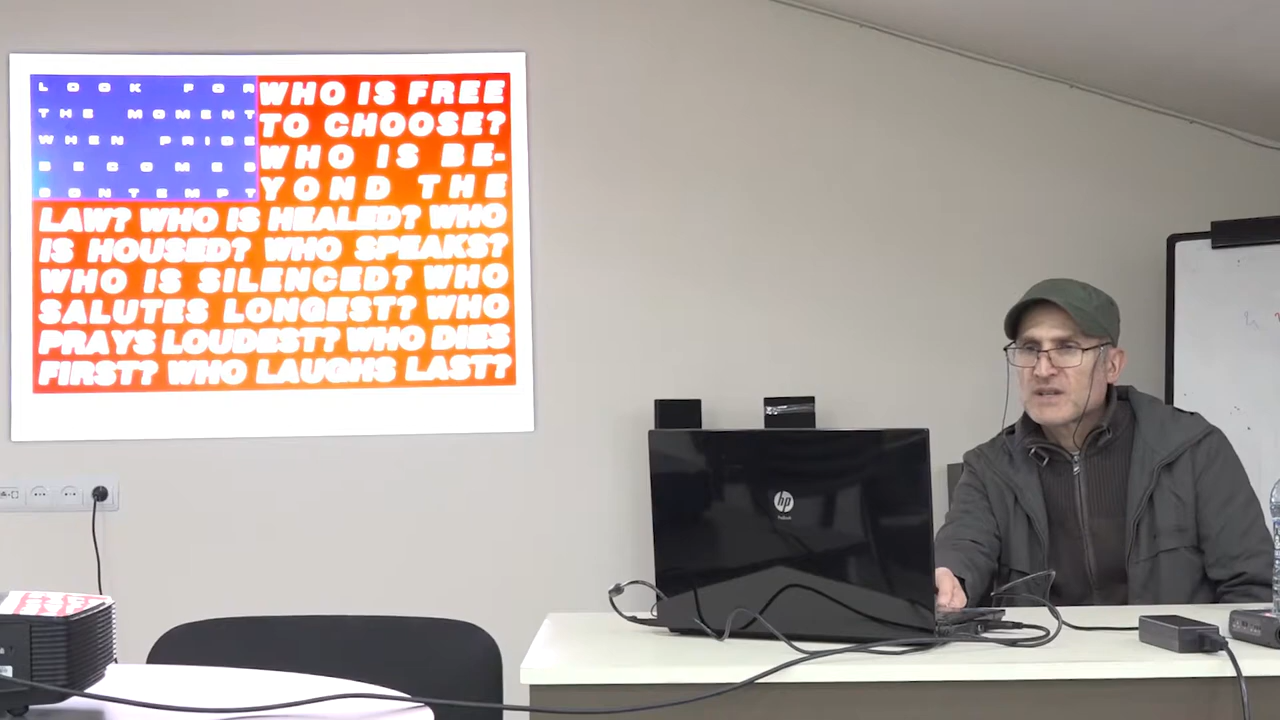 LOOK FOR
THE MOMENT
WHEN PRIDE
BECOMES
CONTEMPT
WHO IS FREE
TO CHOOSE?
WHO IS BE-
YOND THE
LAW? WHO IS HEALED? WHO
IS HOUSED? WHO SPEAKS?
WHO IS SILENCED? WHO
SALUTES LONGEST? WHO
PRAYS LOUDEST? WHO DIES
FIRST? WHO LAUGHS LAST?
hp